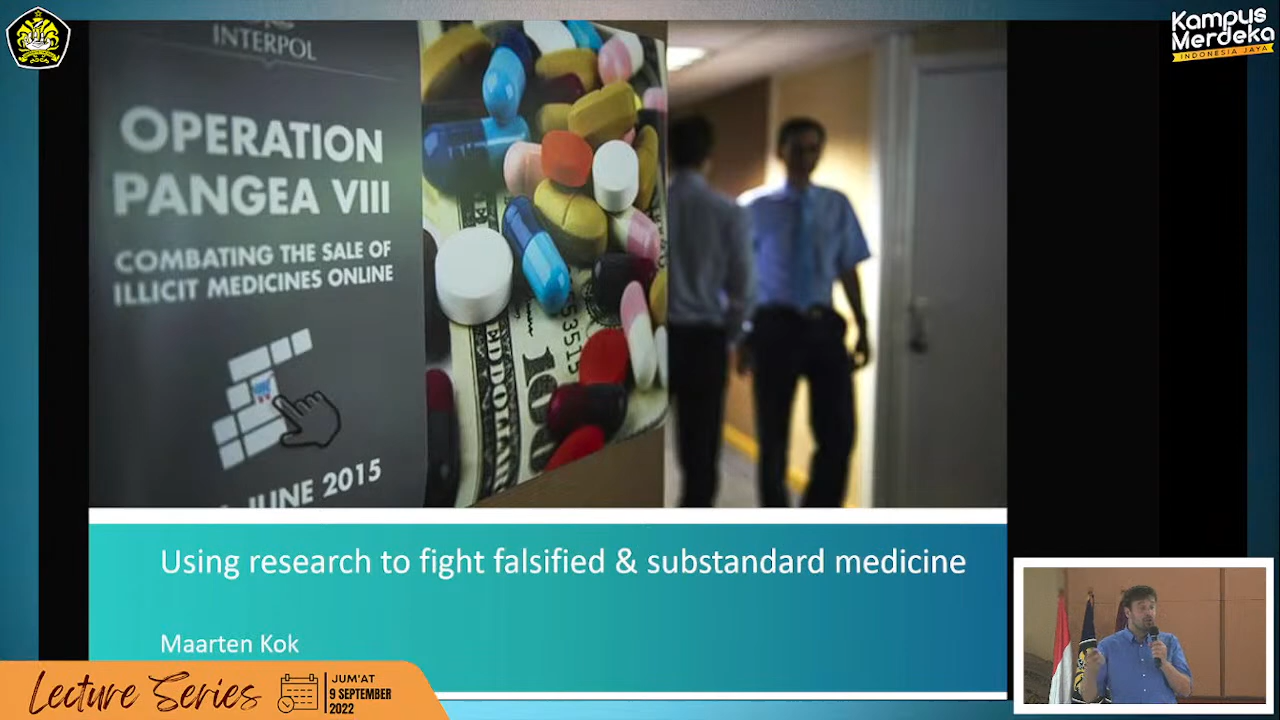 Kampus
Merdeka
INDONESIA JAYA
INTERPOL
OPERATION
PANGEA VIII
COMBATING THE SALE OF
ILLICIT MEDICINES ONLINE
JUNE 2015
100
Using research to fight falsified & substandard medicine
Maarten Kok
Lecture Series
JUM'AT
9 SEPTEMBER
2022